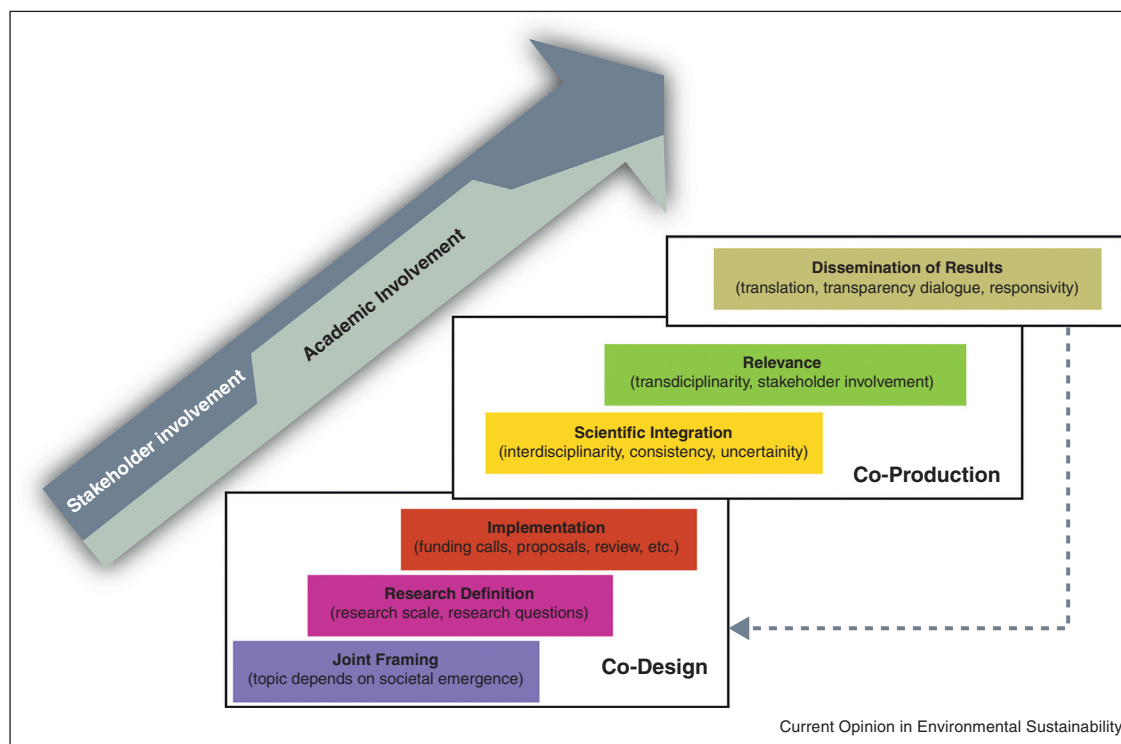 Stakeholder involvement
Academic Involvement
Dissemination of Results
(translation, transparency dialogue, responsivity)
Relevance
(transdiciplinarity, stakeholder involvement)
Scientific Integration
(interdisciplinarity, consistency, uncertainity)
Co-Production
Implementation
(funding calls, proposals, review, etc.)
Research Definition
(research scale, research questions)
Joint Framing
(topic depends on societal emergence)
Co-Design
Current Opinion in Environmental Sustainability